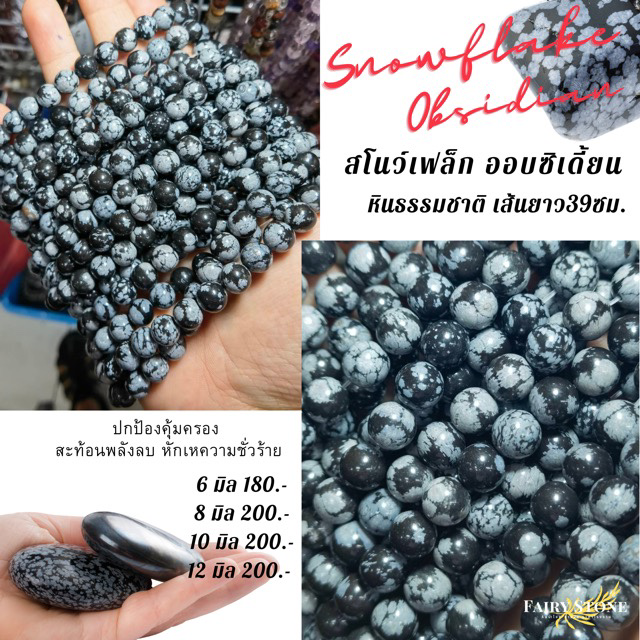 Snowflake
Obsidian
สโนว์เฟล็ก ออบซิเดี้ยน
หินธรรมชาติ เส้นยาว39ซม.
ปกป้องคุ้มครอง
สะท้อนพลังลบ หักเหความชั่วร้าย
6 มิล 180.-
8 มิล 200.-
10 มิล 200.-
12 มิล 200.-
FAIRY STONE